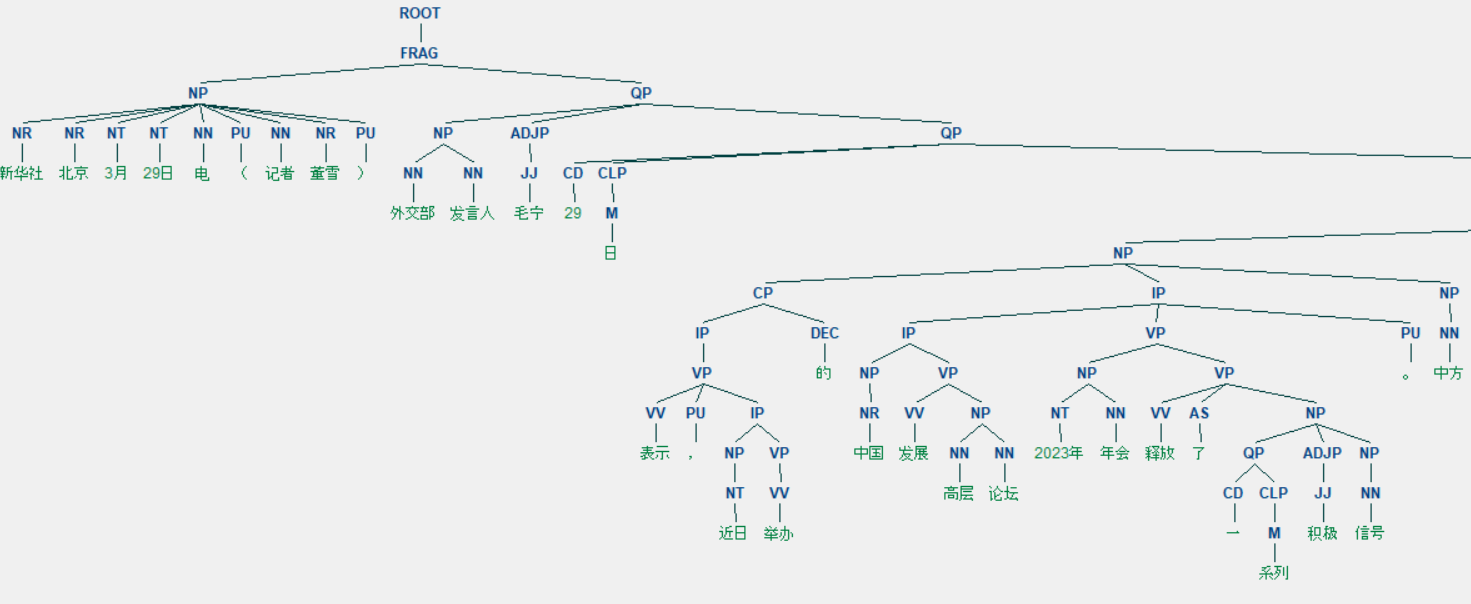 ROOT
FRAG
NP QP
NR NR NT NT NN PU NN NR PU NP ADJP QP
新华社 北京 3月 29日 电 （ 记者 董雪 ） NN NN JJ CD CLP
外交部 发言人 毛宁 29 M
日 NP
CP IP NP
IP DEC IP VP PU NN
VP 的 NP VP NP VP 。 中方
VV PU IP NR VV NP NT NN VV AS NP
表示 ， NP VP 中国 发展 NN NN 2023年 年会 释放 了 QP ADJP NP
NT VV 高层 论坛 CD CLP JJ NN
近日 举办 一 M 积极 信号
系列